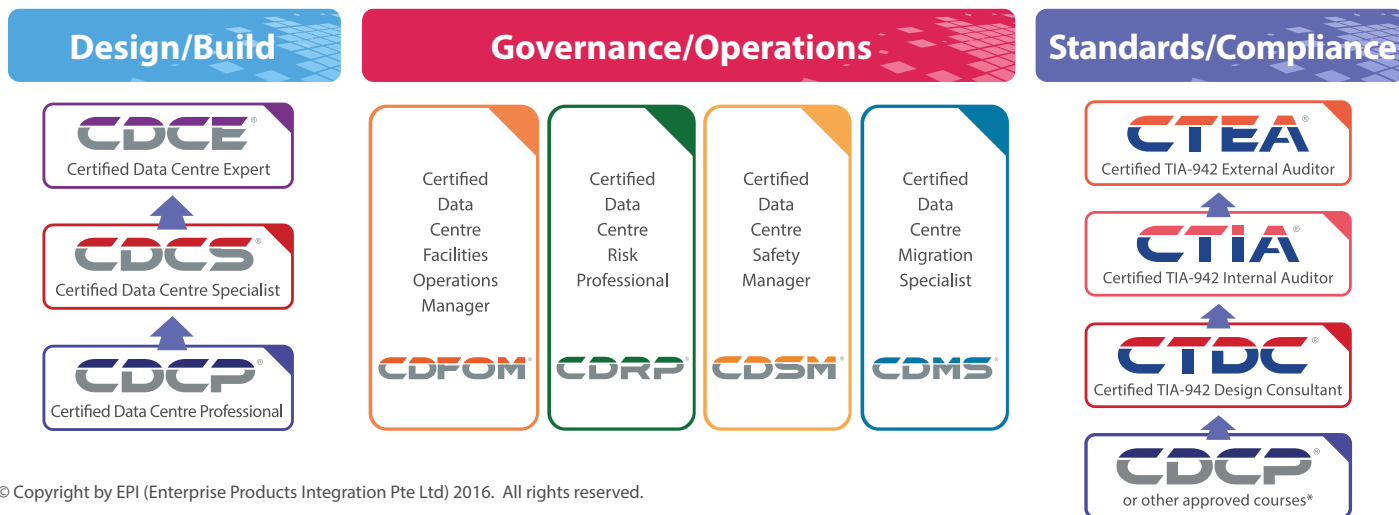 Design/Build
Governance/Operations
Standards/Compliance
CDCE®
Certified Data Centre Expert
CDCS®
Certified Data Centre Specialist
CDCP®
Certified Data Centre Professional
Certified
Data
Centre
Facilities
Operations
Manager
CDFOM®
Certified
Data
Centre
Risk
Professional
CDRP®
Certified
Data
Centre
Safety
Manager
CDSM®
Certified
Data
Centre
Migration
Specialist
CDMS®
CTEA®
Certified TIA-942 External Auditor
CTIA®
Certified TIA-942 Internal Auditor
CTDC®
Certified TIA-942 Design Consultant
CDCP®
or other approved courses*
© Copyright by EPI (Enterprise Products Integration Pte Ltd) 2016. All rights reserved.